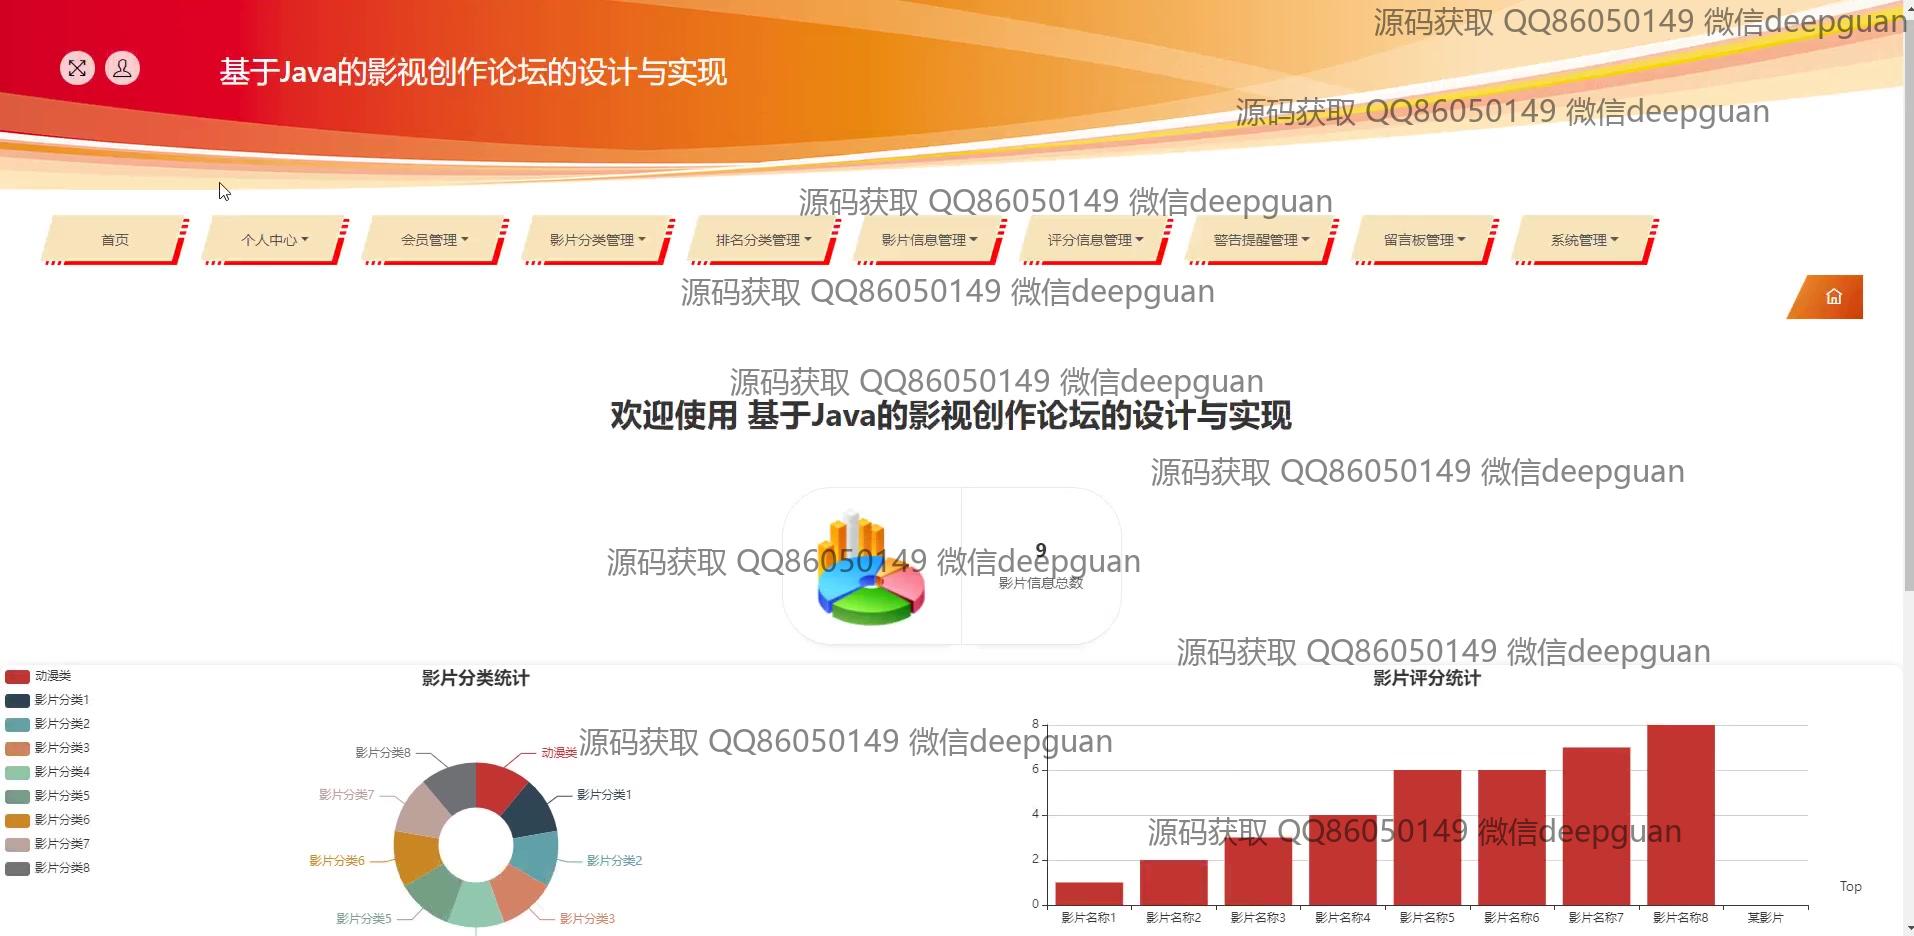 源码获取 QQ86050149 微信deepguan
基于Java的影视创作论坛的设计与实现
源码获取 QQ86050149 微信deepguan
源码获取 QQ86050149 微信deepguan
首页 个人中心 会员管理 影片分类管理 排名分类管理 影片信息管理 评分信息管理 警告提醒管理 留言板管理 系统管理
源码获取 QQ86050149 微信deepguan
源码获取 QQ86050149 微信deepguan
欢迎使用 基于Java的影视创作论坛的设计与实现
源码获取 QQ86050149 微信deepguan
9
源码获取 QQ86050149 微信deepguan
影片信息总数
源码获取 QQ86050149 微信deepguan
动漫类
影片分类1
影片分类2
影片分类3
影片分类4
影片分类5
影片分类6
影片分类7
影片分类8
影片分类统计
源码获取 QQ86050149 微信deepguan
影片分类8 动漫类
影片分类7 影片分类1
影片分类6 影片分类2
影片分类5 影片分类3
影片评分统计
8
6
4
源码获取 QQ86050149 微信deepguan
2
0
影片名称1 影片名称2 影片名称3 影片名称4 影片名称5 影片名称6 影片名称7 影片名称8 某影片
Top